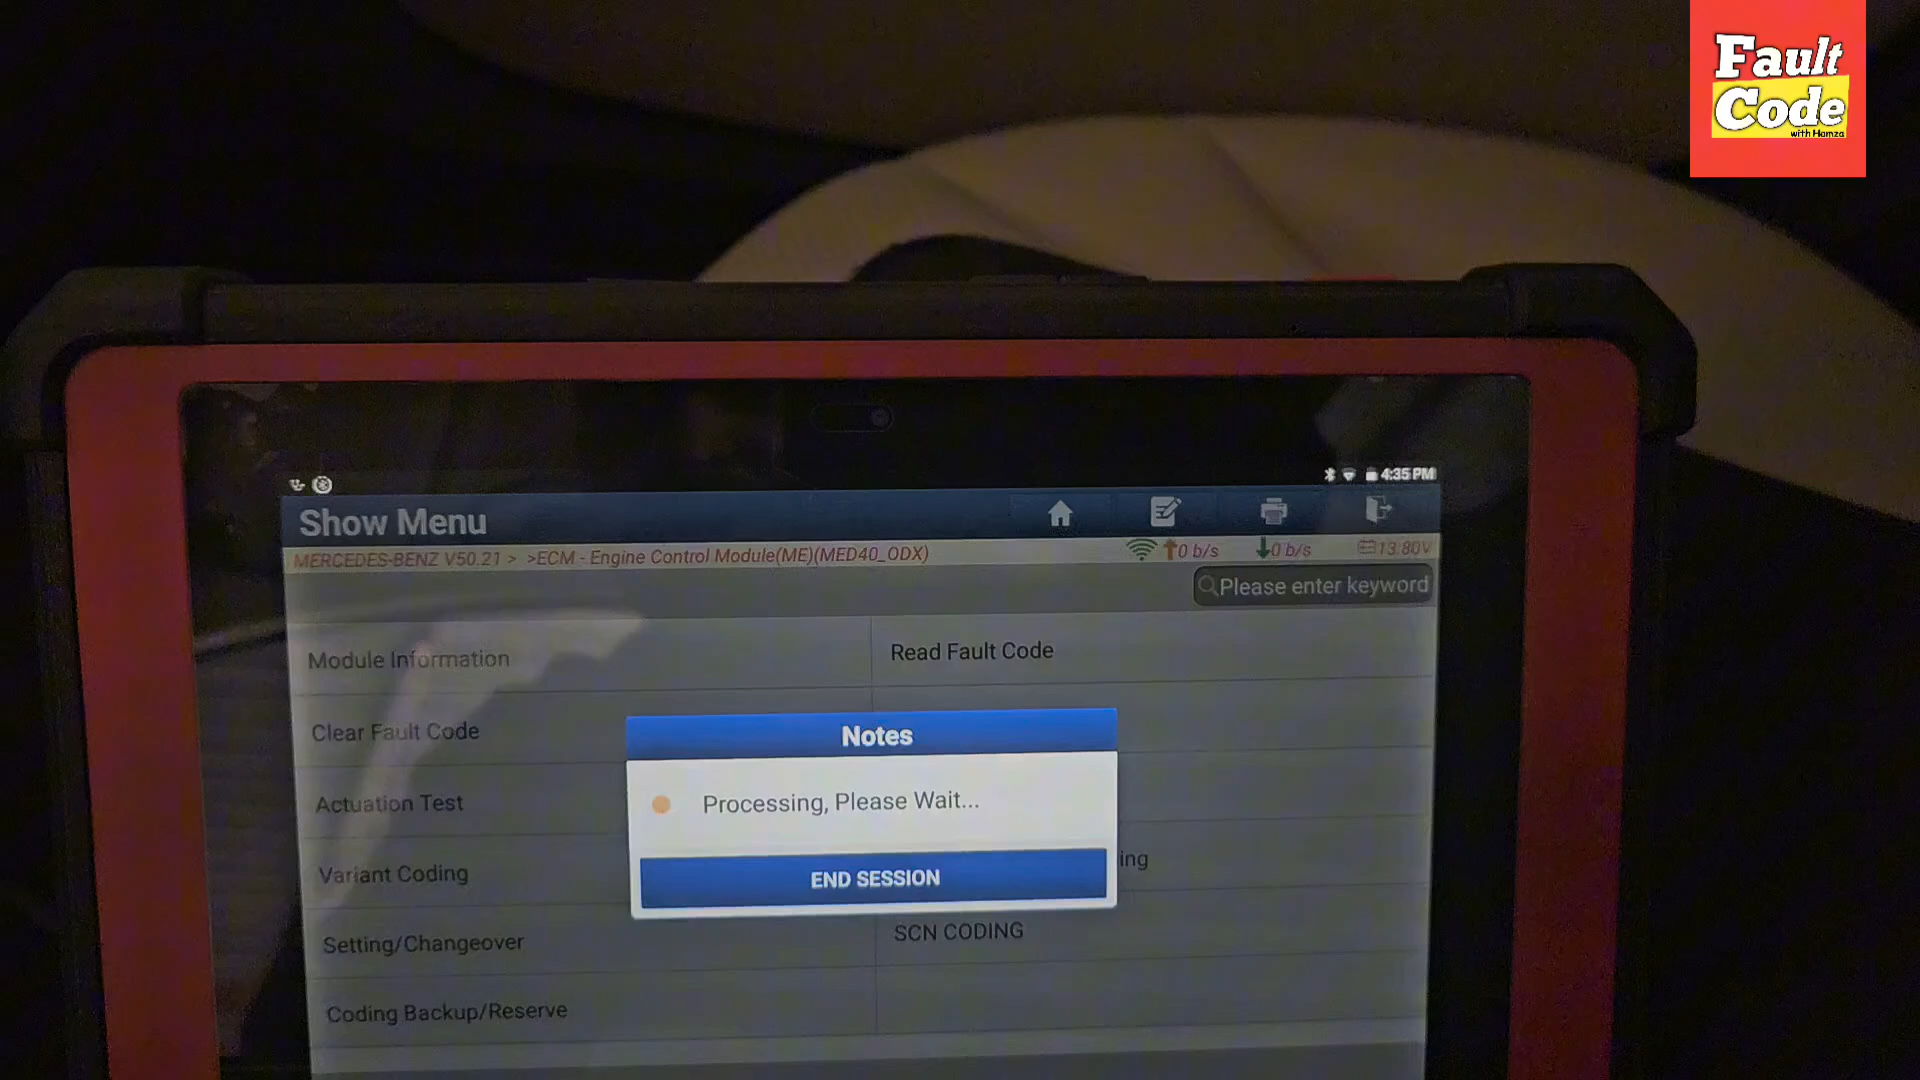 Fault
Code
with Hamza
4:35 PM
Show Menu
MERCEDES-BENZ V50.21 > >ECM - Engine Control Module(ME)(MED40_ODX)
0 b/s
0 b/s
13.80V
Please enter keyword
Module Information
Read Fault Code
Clear Fault Code
Notes
Processing, Please Wait...
Actuation Test
Variant Coding
ing
END SESSION
Setting/Changeover
SCN CODING
Coding Backup/Reserve